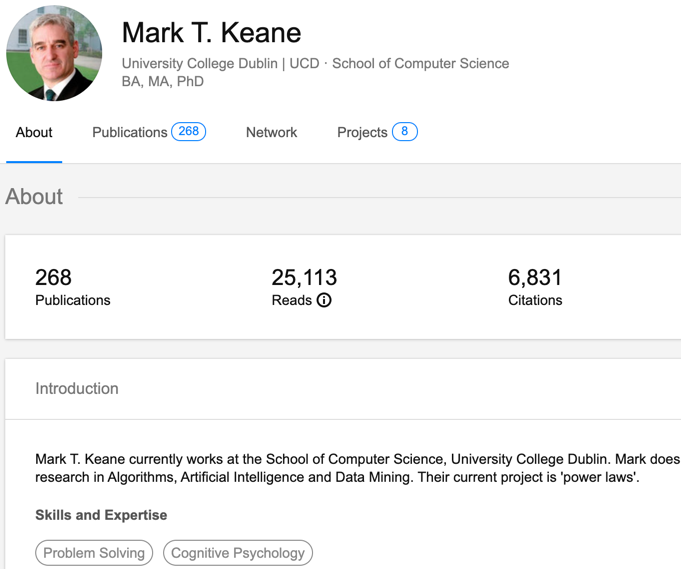 Mark T. Keane
University College Dublin | UCD · School of Computer Science
BA, MA, PhD
About Publications 268 Network Projects 8
About
268 25,113 6,831
Publications Reads Citations
Introduction
Mark T. Keane currently works at the School of Computer Science, University College Dublin. Mark does
research in Algorithms, Artificial Intelligence and Data Mining. Their current project is 'power laws'.
Skills and Expertise
Problem Solving Cognitive Psychology